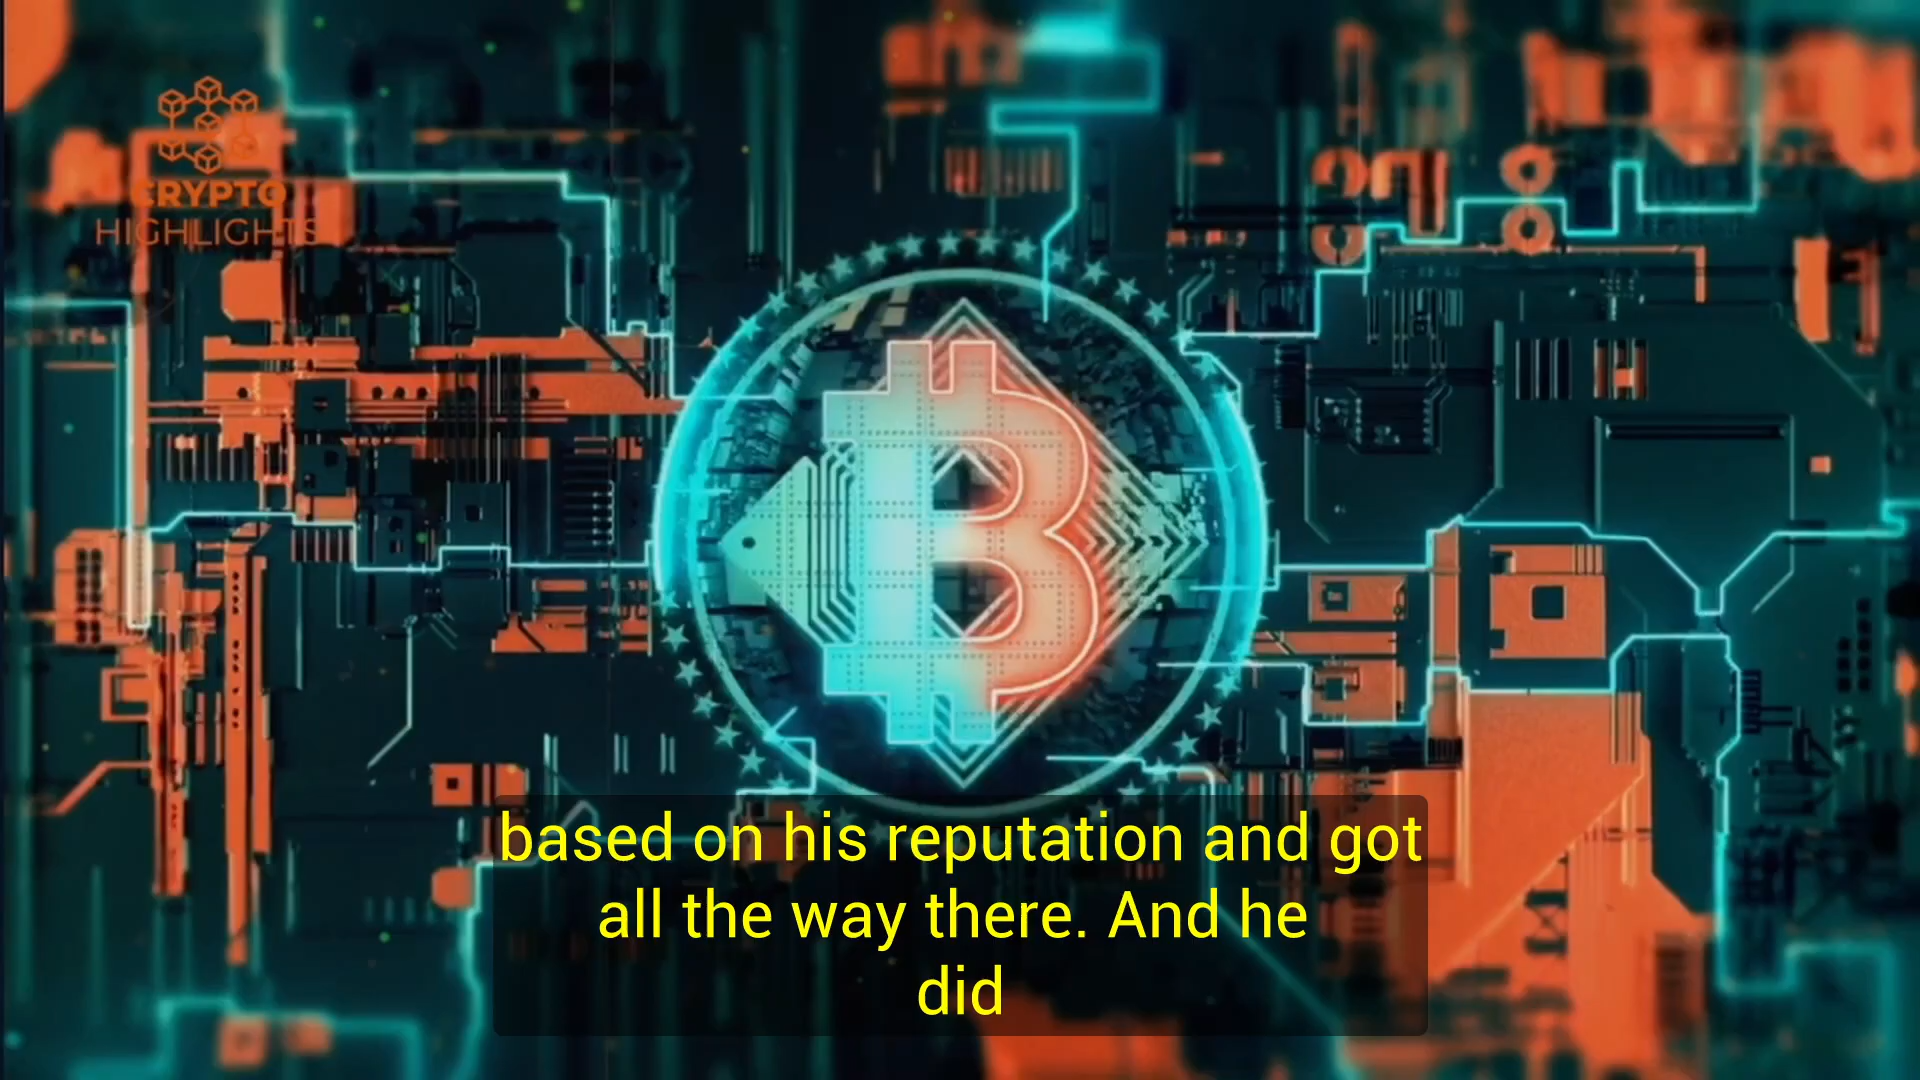 CRYPTO
HIGHLIGHTS
based on his reputation and got
all the way there. And he
did